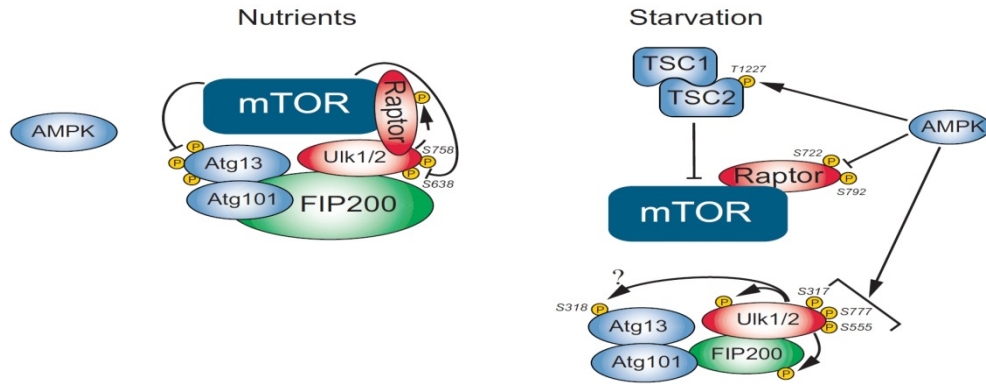 Nutrients
AMPK
mTOR
Raptor
P
Ulk1/2
S758
P
P
S638
P
P
P
Atg13
Atg101
FIP200
Starvation
TSC1
TSC2
P
T1227
AMPK
S722
P
Raptor
P
S792
mTOR
?
S318
P
Atg13
Atg101
P
Ulk1/2
S317
P
P
S777
P
S555
FIP200
P